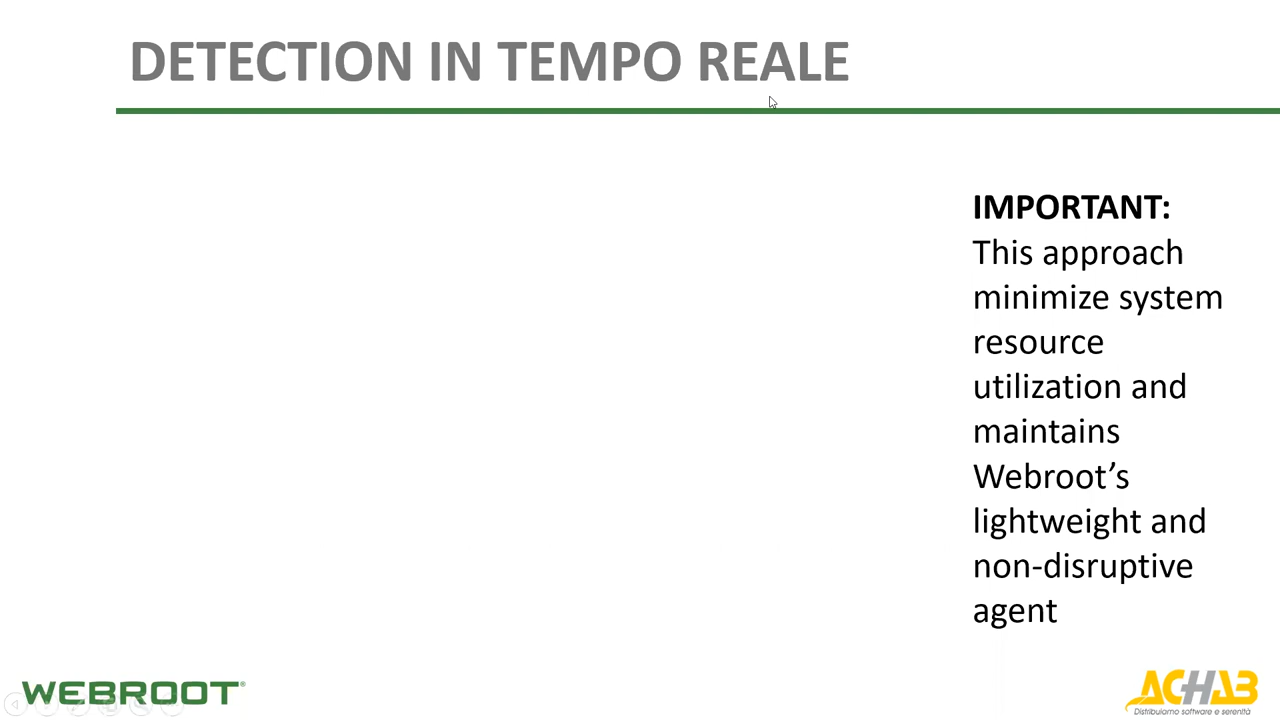 DETECTION IN TEMPO REALE
IMPORTANT:
This approach
minimize system
resource
utilization and
maintains
Webroot’s
lightweight and
non-disruptive
agent
WEBROOT®
ACHAB
Distribuiamo software e serenità